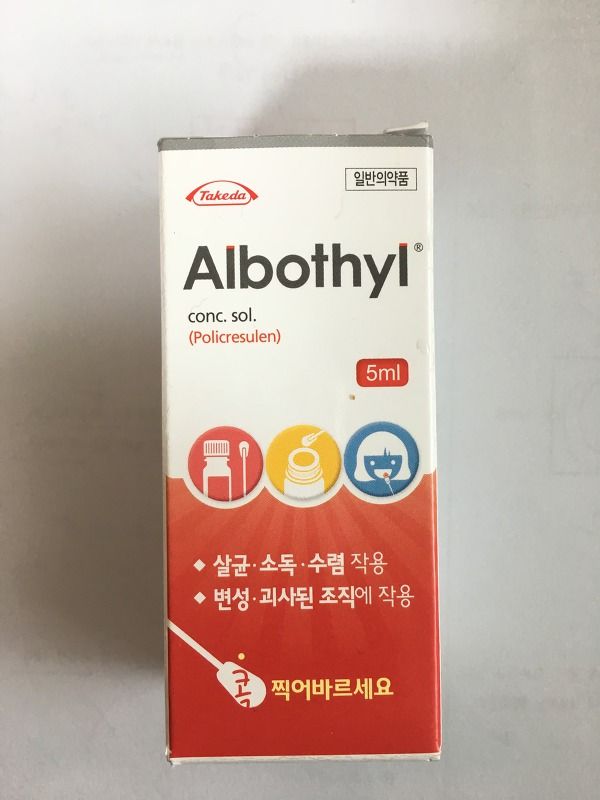 Takeda
일반의약품
Albothyl®
conc. sol.
(Policresulen)
5ml
◆ 살균·소독·수렴 작용
◆ 변성·괴사된 조직에 작용
콕 찍어바르세요